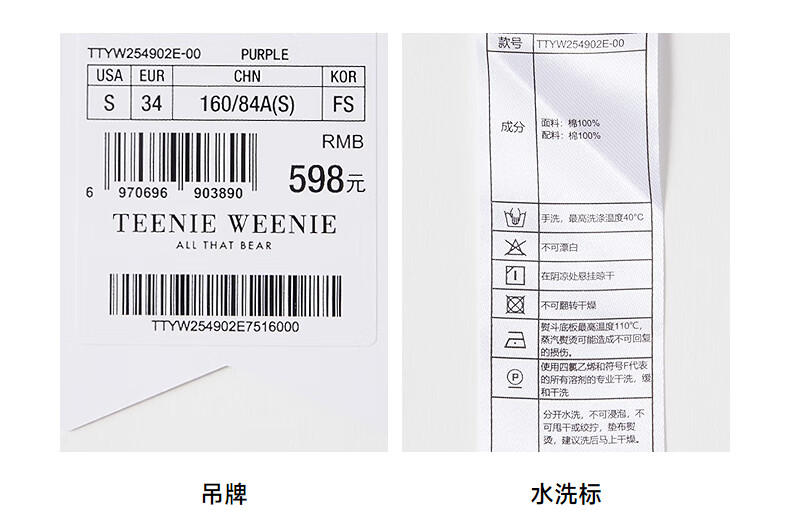 TTYW254902E-00 PURPLE
USA EUR CHN KOR
S 34 160/84A(S) FS
RMB
598元
6 970696 903890
TEENIE WEENIE
ALL THAT BEAR
TTYW254902E7516000
吊牌
款号 TTYW254902E-00
成分
面料：棉100%
配料：棉100%
手洗，最高洗涤温度40°C
不可漂白
在阴凉处悬挂晾干
不可翻转干燥
熨斗底板最高温度110℃，
蒸汽熨烫可能造成不可回复
的损伤。
P
使用四氯乙烯和符号F代表
的所有溶剂的专业干洗，缓
和干洗
分开水洗，不可浸泡，不
可甩干或绞拧，垫布熨
烫，建议洗后马上干燥。
水洗标